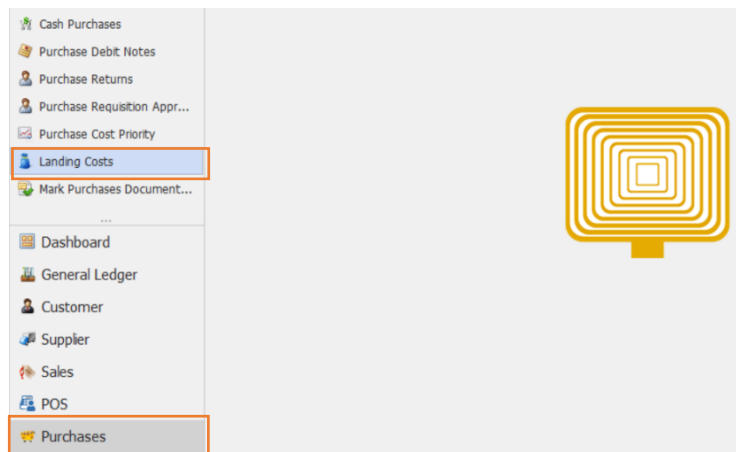 Cash Purchases
Purchase Debit Notes
Purchase Returns
Purchase Requisition Appr...
Purchase Cost Priority
Landing Costs
Mark Purchases Document...
...
Dashboard
General Ledger
Customer
Supplier
Sales
POS
Purchases